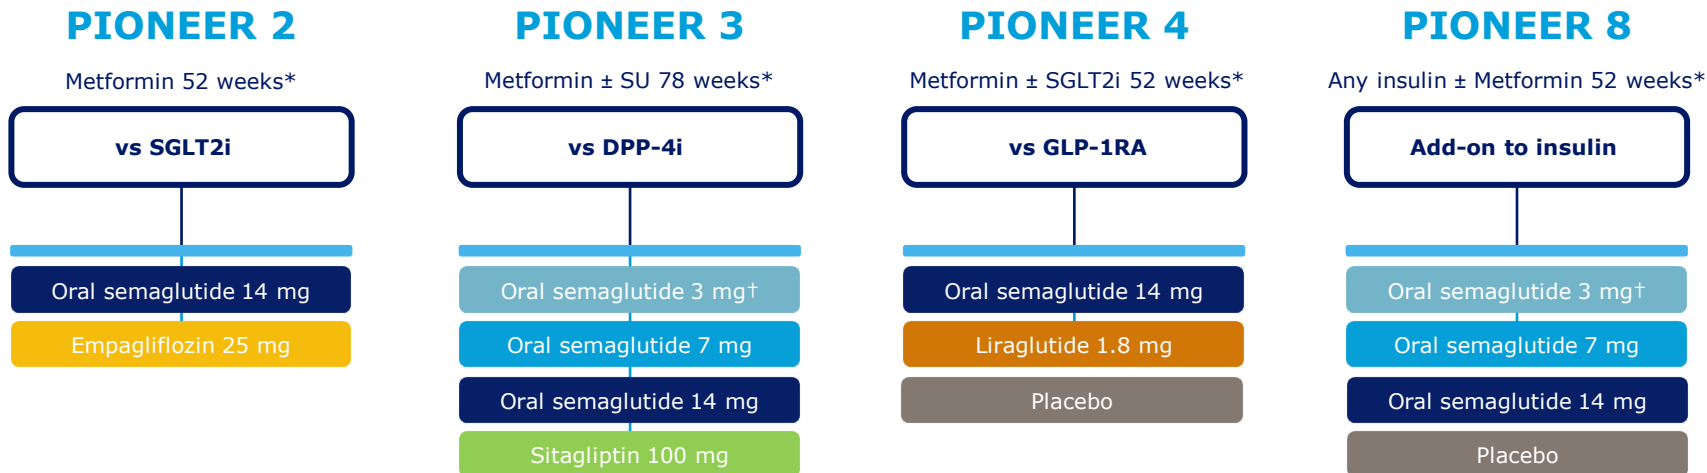 PIONEER 2
Metformin 52 weeks*
vs SGLT2i
Oral semaglutide 14 mg
Empagliflozin 25 mg
PIONEER 3
Metformin ± SU 78 weeks*
vs DPP-4i
Oral semaglutide 3 mg†
Oral semaglutide 7 mg
Oral semaglutide 14 mg
Sitagliptin 100 mg
PIONEER 4
Metformin ± SGLT2i 52 weeks*
vs GLP-1RA
Oral semaglutide 14 mg
Liraglutide 1.8 mg
Placebo
PIONEER 8
Any insulin ± Metformin 52 weeks*
Add-on to insulin
Oral semaglutide 3 mg†
Oral semaglutide 7 mg
Oral semaglutide 14 mg
Placebo